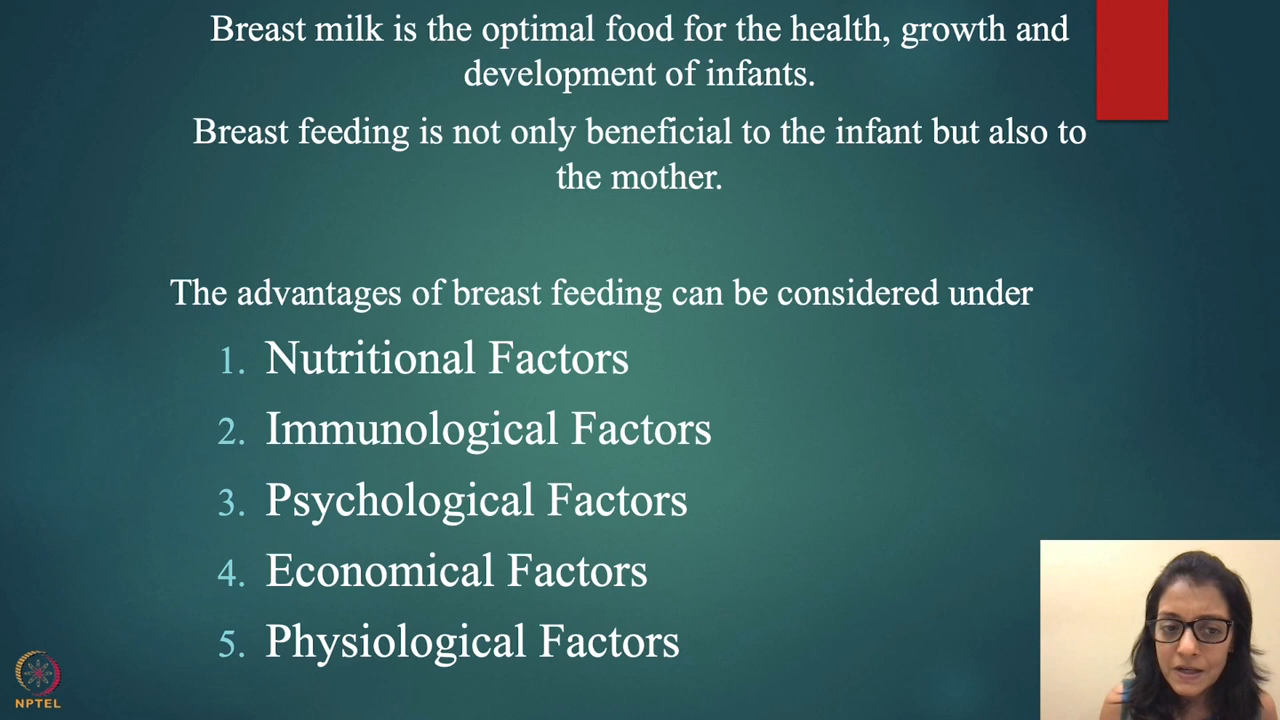 Breast milk is the optimal food for the health, growth and
development of infants.
Breast feeding is not only beneficial to the infant but also to
the mother.
The advantages of breast feeding can be considered under
1. Nutritional Factors
2. Immunological Factors
3. Psychological Factors
4. Economical Factors
5. Physiological Factors
NPTEL